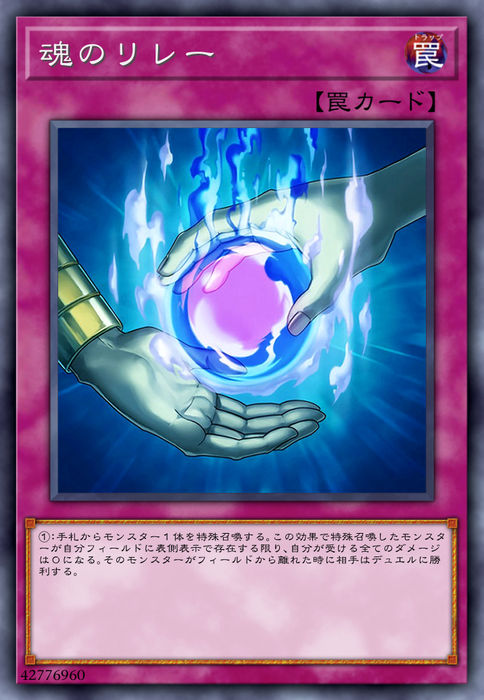 魂のリレー
トラップ
罠
【罠カード】
①：手札からモンスター１体を特殊召喚する。この効果で特殊召喚したモンスタ
ーが自分フィールドに表側表示で存在する限り、自分が受ける全てのダメージ
は０になる。そのモンスターがフィールドから離れた時に相手はデュエルに勝
利する。
42776960